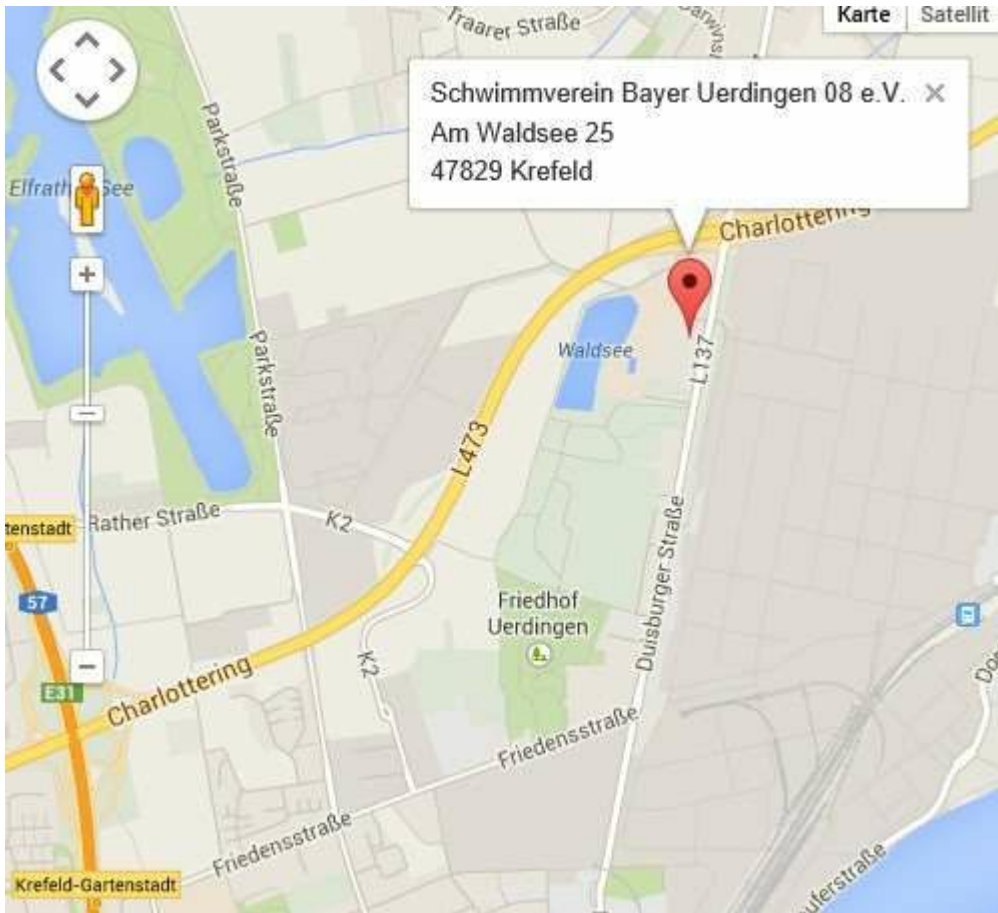 Traarer Straße
Karte
Satellit
Schwimmverein Bayer Uerdingen 08 e.V.
Am Waldsee 25
47829 Krefeld
Parkstraße
Elfrather See
Charlottering
Waldsee
L137
Parkstraße
L473
Rather Straße
K2
tenstadt
Duisburger Straße
57
Friedhof
Uerdingen
K2
E31
Charlottering
Friedensstraße
Friedensstraße
Krefeld-Gartenstadt
uferstraße